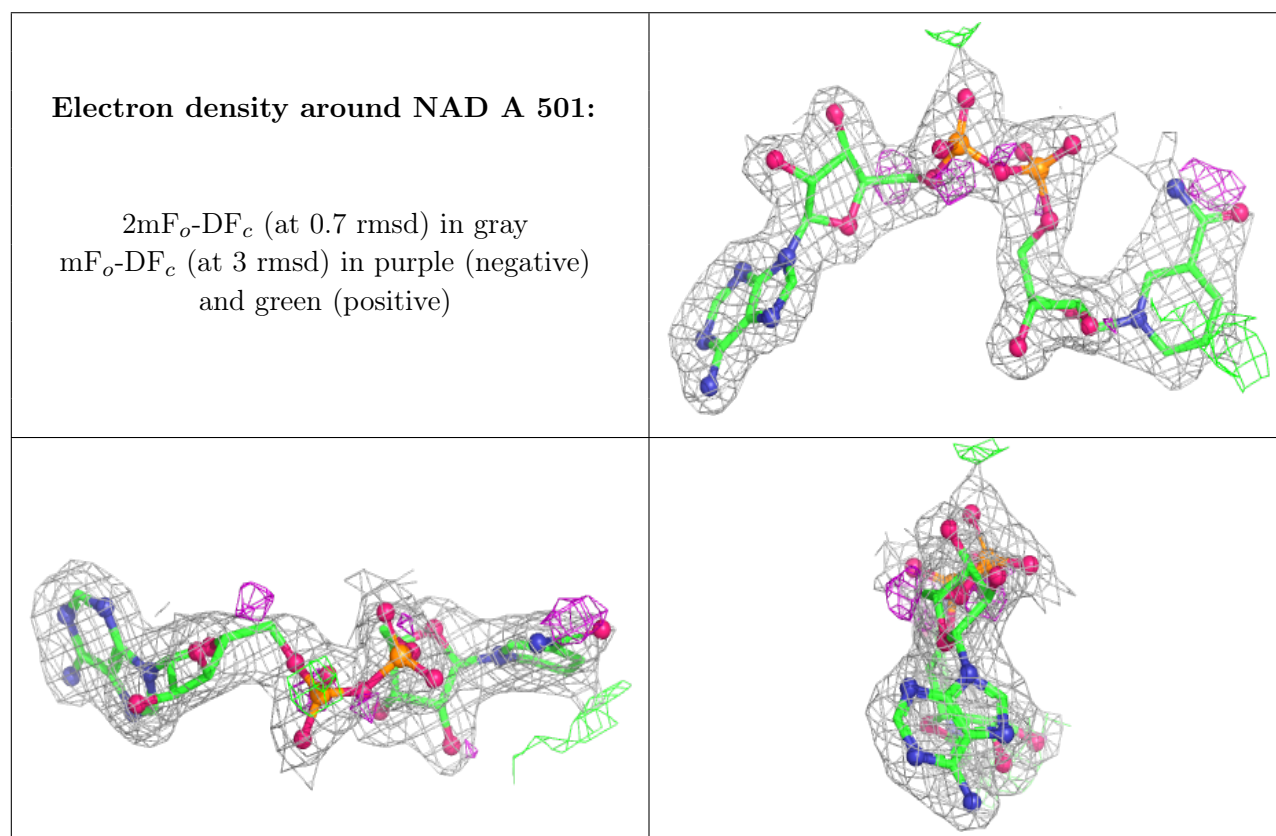 Electron density around NAD A 501:
2mFo-DFc (at 0.7 rmsd) in gray
mFo-DFc (at 3 rmsd) in purple (negative)
and green (positive)